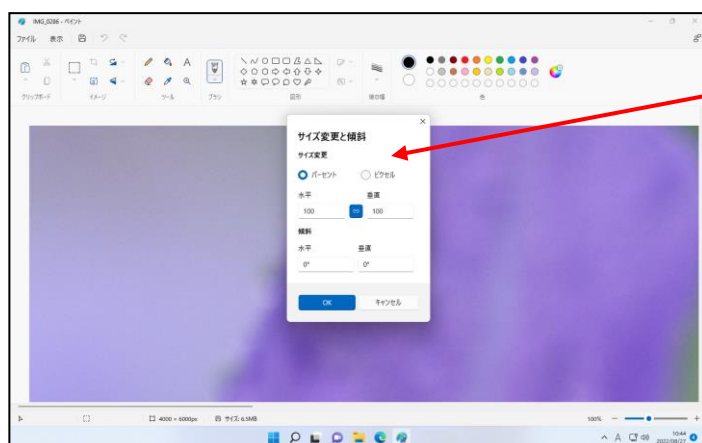 IMG_0286 - ペイント
ファイル 表示
クリップボード イメージ ツール ブラシ 図形 線の幅 色
サイズ変更と傾斜
サイズ変更
パーセント ピクセル
水平 垂直
100 100
傾斜
水平 垂直
0° 0°
OK キャンセル
4000 × 6000px サイズ: 6.5MB 100%
A 10:44
2022/08/27